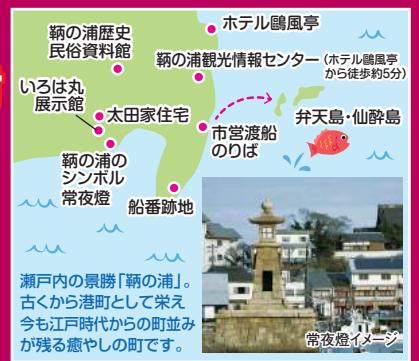 ホテル鷗風亭
鞆の浦歴史
民俗資料館
鞆の浦観光情報センター
(ホテル鷗風亭
から徒歩約5分)
いろは丸
展示館
太田家住宅
弁天島・仙酔島
市営渡船
のりば
鞆の浦の
シンボル
常夜燈
船番跡地
瀬戸内の景勝「鞆の浦」。
古くから港町として栄え
今も江戸時代からの町並み
が残る癒やしの町です。
常夜燈イメージ